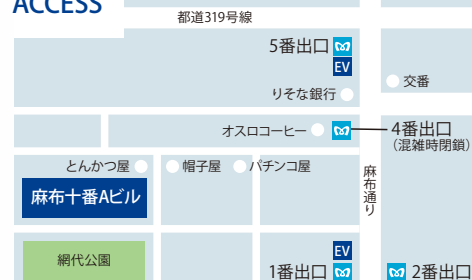 ACCESS
都道319号線
5番出口
EV
りそな銀行
交番
オスロコーヒー
4番出口
(混雑時閉鎖)
とんかつ屋
帽子屋
パチンコ屋
麻布通り
麻布十番Aビル
網代公園
EV
1番出口
2番出口